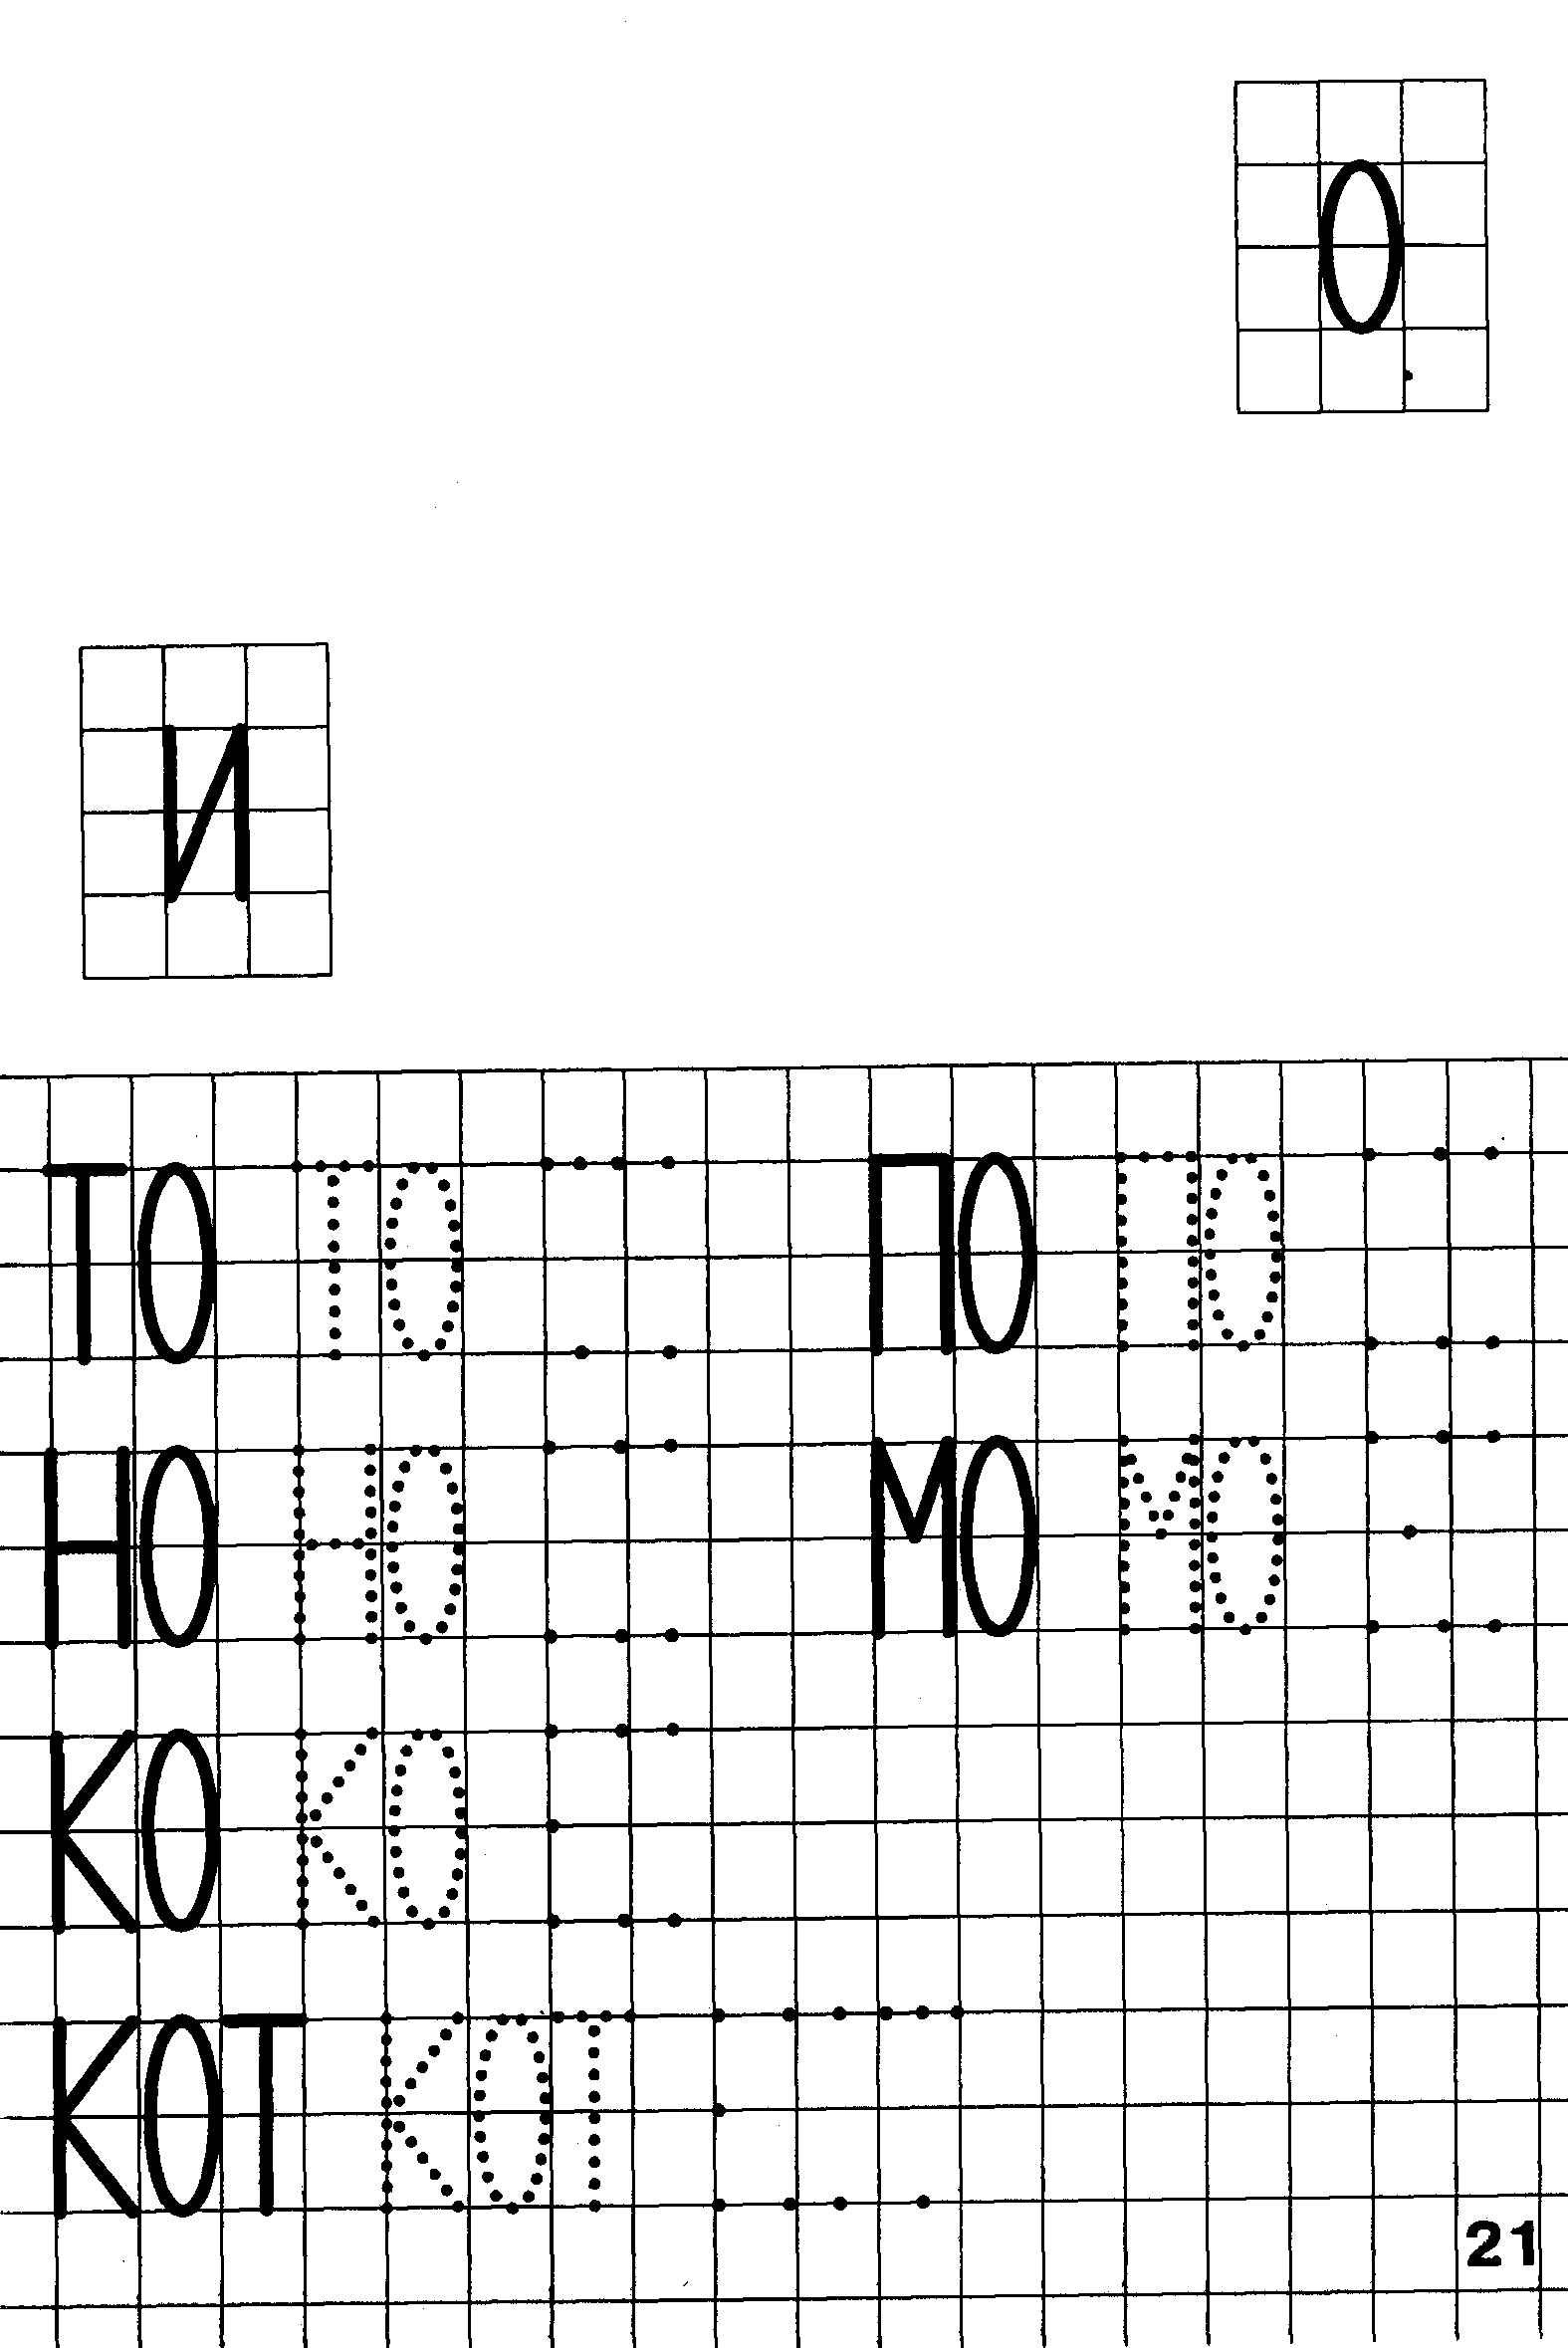 О
И
ТО ТО ПО ПО
НО НО МО МО
КО КО
КОТ КОТ
21